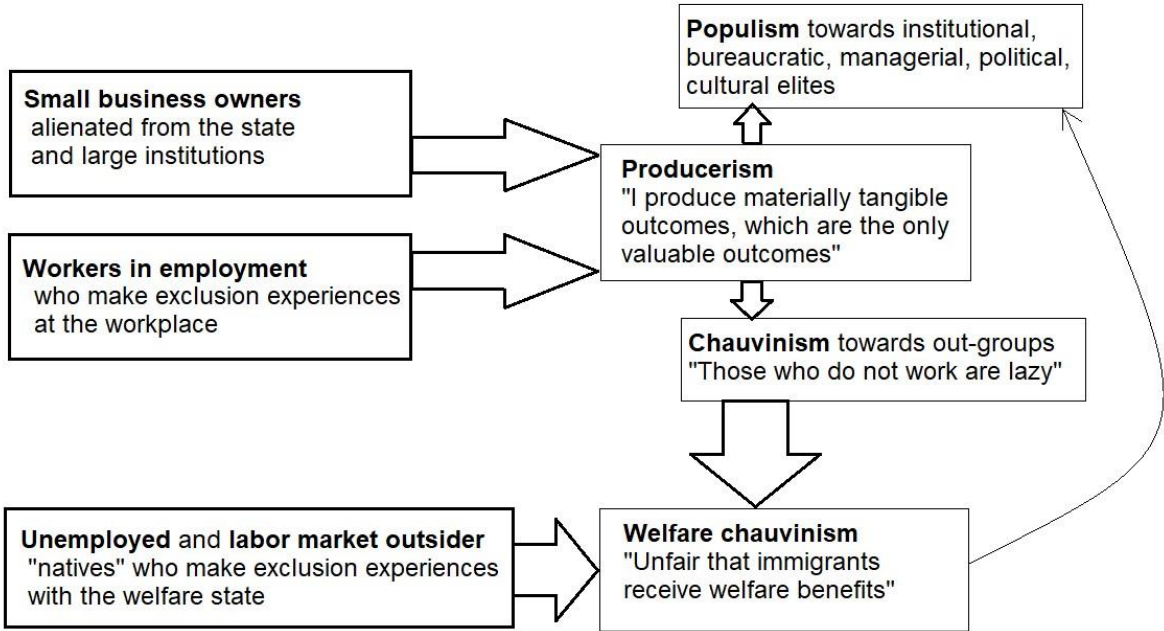 Populism towards institutional,
bureaucratic, managerial, political,
cultural elites
Small business owners
alienated from the state
and large institutions
Producerism
"I produce materially tangible
outcomes, which are the only
valuable outcomes"
Workers in employment
who make exclusion experiences
at the workplace
Chauvinism towards out-groups
"Those who do not work are lazy"
Unemployed and labor market outsider
"natives" who make exclusion experiences
with the welfare state
Welfare chauvinism
"Unfair that immigrants
receive welfare benefits"